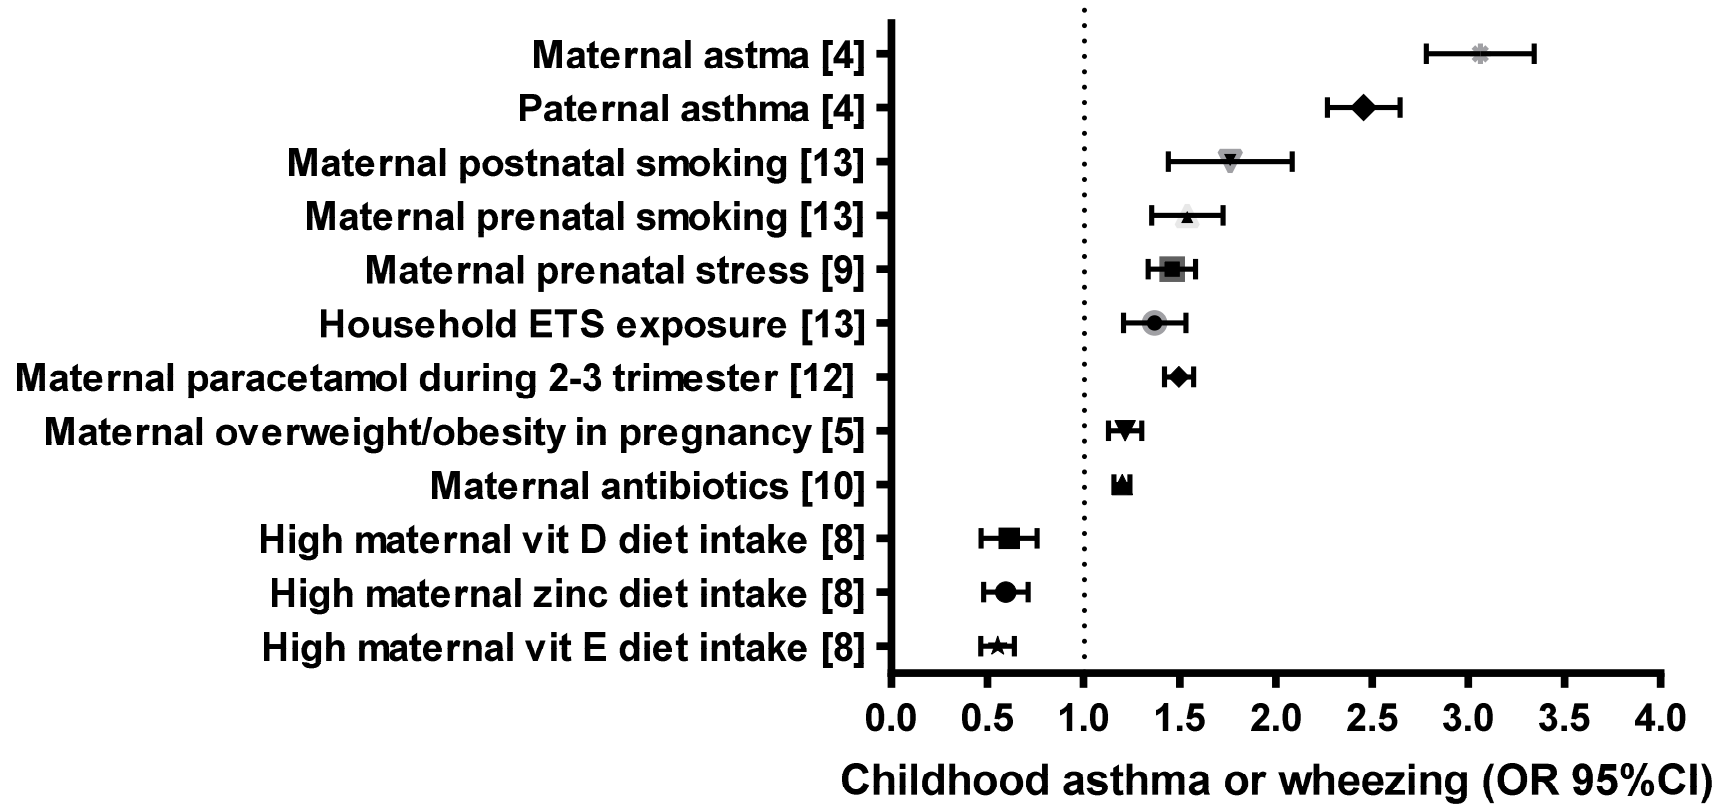 Maternal astma [4]
Paternal asthma [4]
Maternal postnatal smoking [13]
Maternal prenatal smoking [13]
Maternal prenatal stress [9]
Household ETS exposure [13]
Maternal paracetamol during 2-3 trimester [12]
Maternal overweight/obesity in pregnancy [5]
Maternal antibiotics [10]
High maternal vit D diet intake [8]
High maternal zinc diet intake [8]
High maternal vit E diet intake [8]
0.0 0.5 1.0 1.5 2.0 2.5 3.0 3.5 4.0
Childhood asthma or wheezing (OR 95%CI)